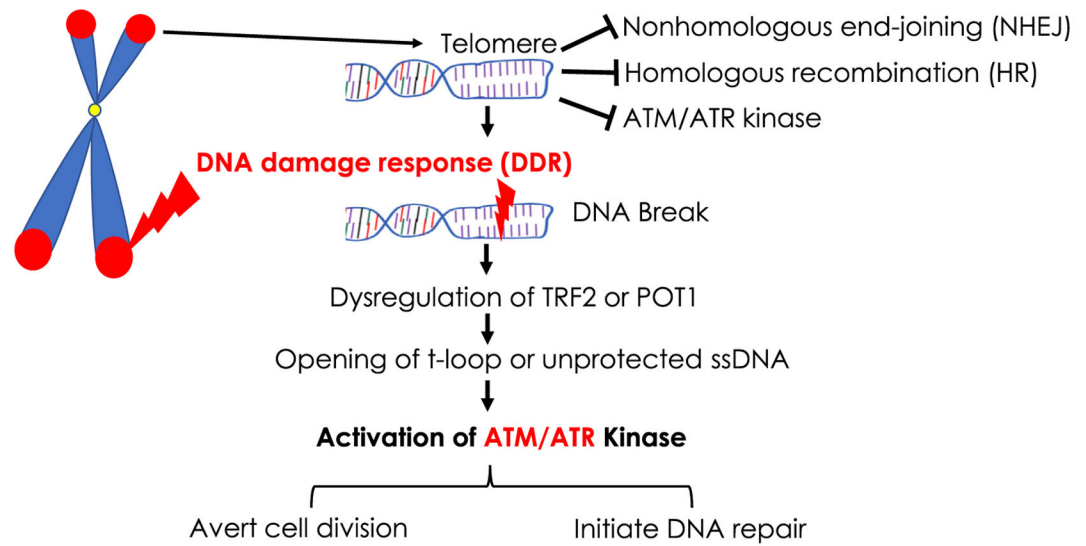 Telomere
Nonhomologous end-joining (NHEJ)
Homologous recombination (HR)
ATM/ATR kinase
DNA damage response (DDR)
DNA Break
Dysregulation of TRF2 or POT1
Opening of t-loop or unprotected ssDNA
Activation of ATM/ATR Kinase
Avert cell division
Initiate DNA repair